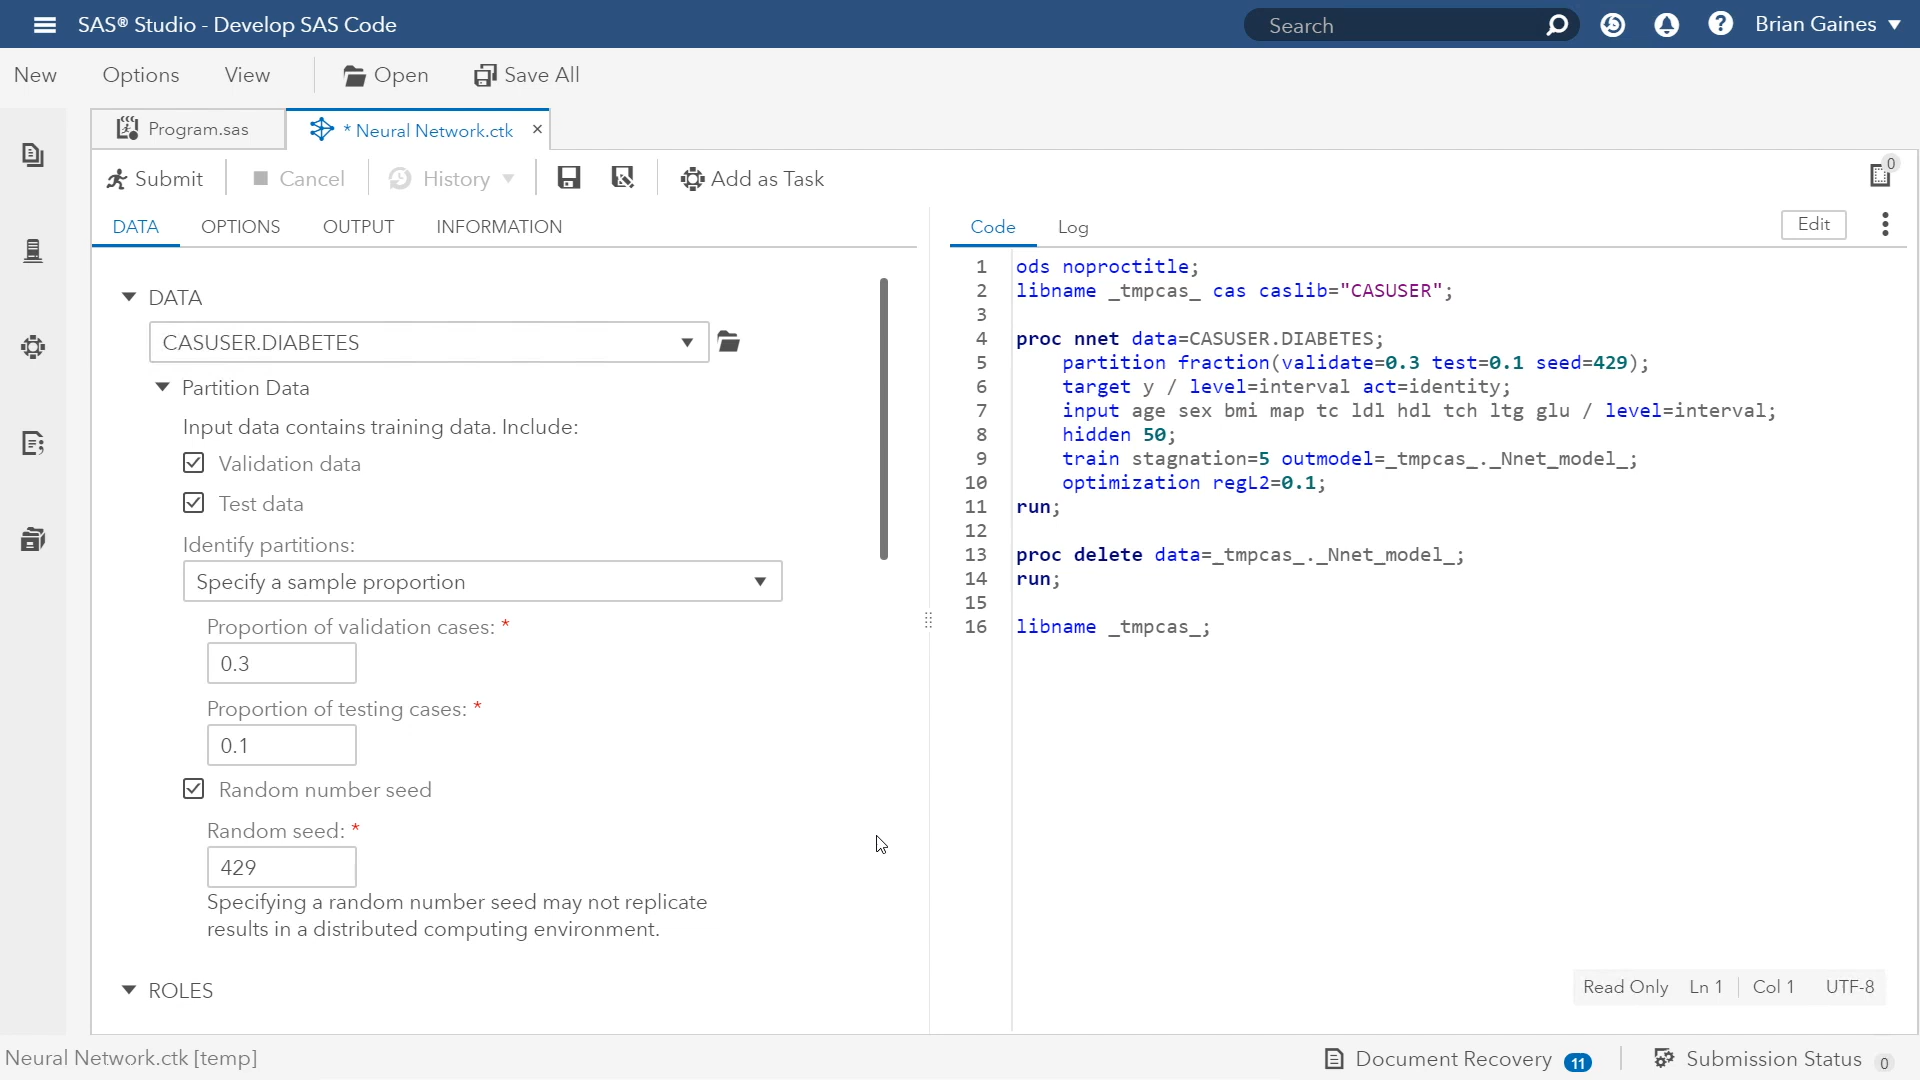 SAS® Studio - Develop SAS Code
Search
Brian Gaines
New
Options
View
Open
Save All
Program.sas
* Neural Network.ctk
Submit
Cancel
History
Add as Task
0
DATA
OPTIONS
OUTPUT
INFORMATION
DATA
CASUSER.DIABETES
Partition Data
Input data contains training data. Include:
Validation data
Test data
Identify partitions:
Specify a sample proportion
Proportion of validation cases: *
0.3
Proportion of testing cases: *
0.1
Random number seed
Random seed: *
429
Specifying a random number seed may not replicate
results in a distributed computing environment.
ROLES
Code
Log
Edit
1 ods noproctitle;
2 libname _tmpcas_ cas caslib="CASUSER";
3
4 proc nnet data=CASUSER.DIABETES;
5 partition fraction(validate=0.3 test=0.1 seed=429);
6 target y / level=interval act=identity;
7 input age sex bmi map tc ldl hdl tch ltg glu / level=interval;
8 hidden 50;
9 train stagnation=5 outmodel=_tmpcas_._Nnet_model_;
10 optimization regL2=0.1;
11 run;
12
13 proc delete data=_tmpcas_._Nnet_model_;
14 run;
15
16 libname _tmpcas_;
Read Only Ln 1 Col 1 UTF-8
Neural Network.ctk [temp]
Document Recovery 11
Submission Status 0